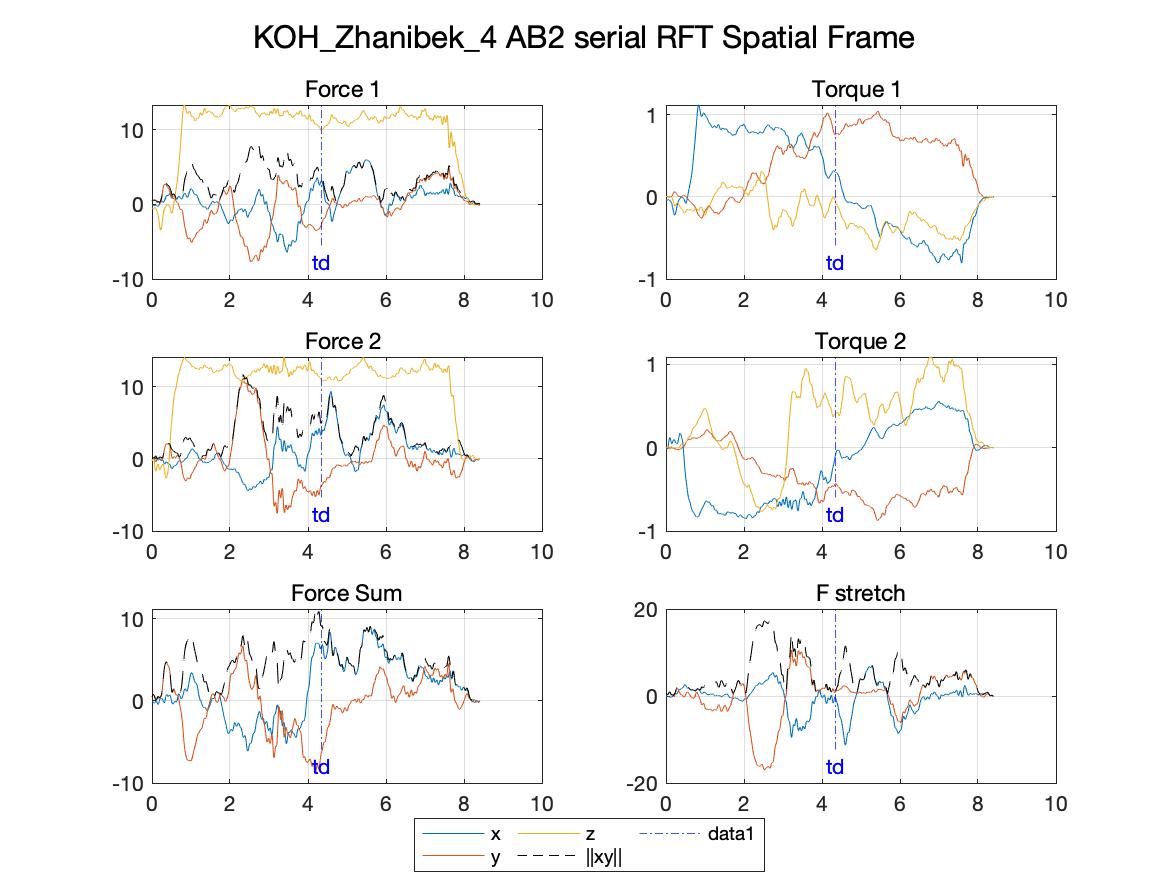 KOH_Zhanibek_4 AB2 serial RFT Spatial Frame
Force 1
10
0
-10
td
0 2 4 6 8 10
Torque 1
1
0
-1
td
0 2 4 6 8 10
Force 2
10
0
-10
td
0 2 4 6 8 10
Torque 2
1
0
-1
td
0 2 4 6 8 10
Force Sum
10
0
-10
td
0 2 4 6 8 10
F stretch
20
0
-20
td
0 2 4 6 8 10
x z data1
y ||xy||